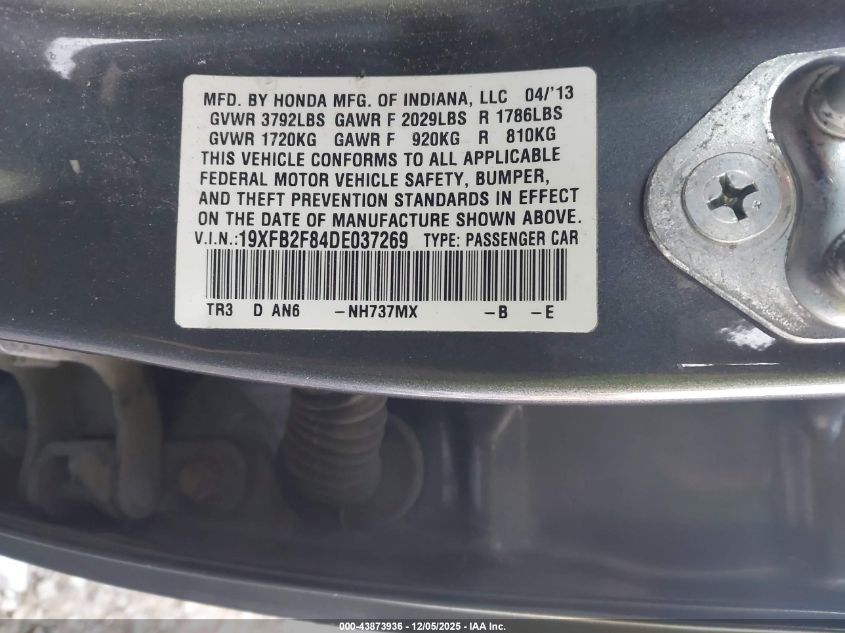 MFD. BY HONDA MFG. OF INDIANA, LLC 04/'13
GVWR 3792LBS GAWR F 2029LBS R 1786LBS
GVWR 1720KG GAWR F 920KG R 810KG
THIS VEHICLE CONFORMS TO ALL APPLICABLE
FEDERAL MOTOR VEHICLE SAFETY, BUMPER,
AND THEFT PREVENTION STANDARDS IN EFFECT
ON THE DATE OF MANUFACTURE SHOWN ABOVE.
V.I.N.:19XFB2F84DE037269 TYPE: PASSENGER CAR
TR3 D AN6 –NH737MX –B –E
000-43873936 - 12/05/2025 - IAA Inc.